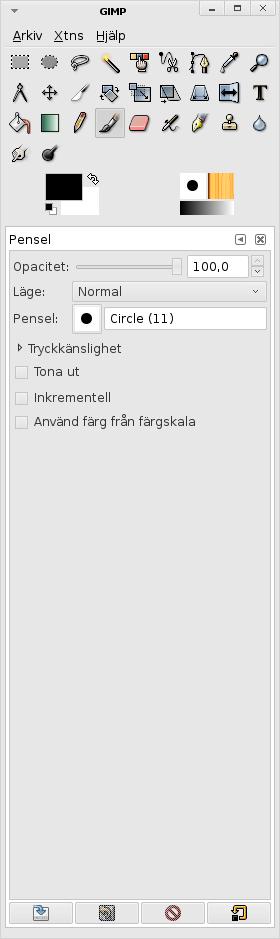 GIMP
Arkiv Xtns Hjälp
Pensel
Opacitet: 100,0
Läge: Normal
Pensel: Circle (11)
Tryckkänslighet
Tona ut
Inkrementell
Använd färg från färgskala